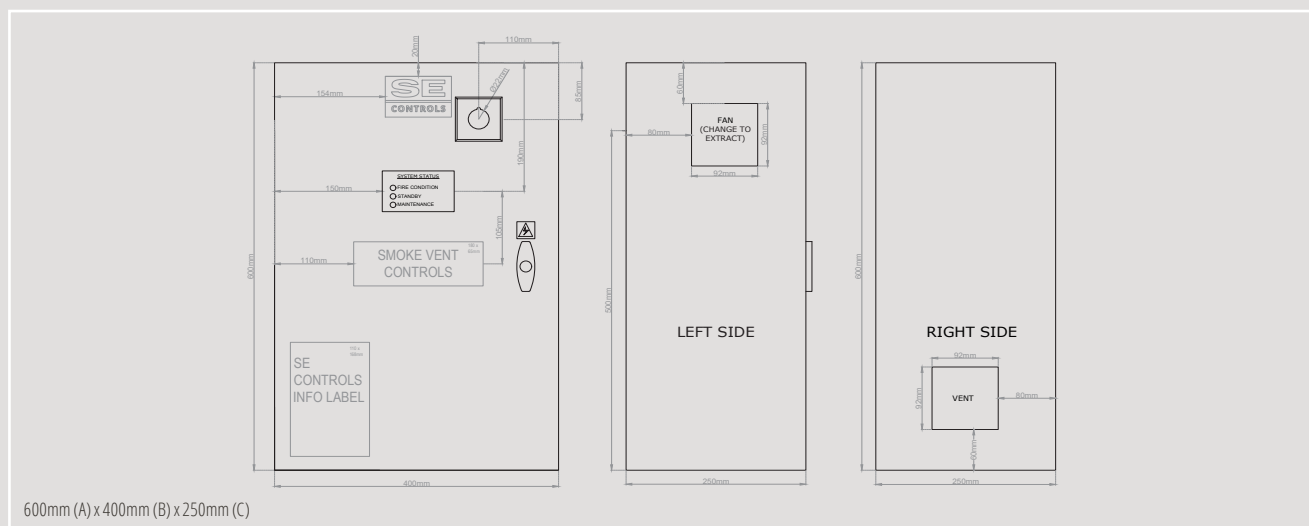 110mm
20mm
Ø22mm
SE
CONTROLS
154mm
85mm
190mm
SYSTEM STATUS
FIRE CONDITION
STANDBY
MAINTENANCE
150mm
105mm
SMOKE VENT
CONTROLS
110mm
600mm
SE
CONTROLS
INFO LABEL
400mm
60mm
FAN
(CHANGE TO
EXTRACT)
80mm
92mm
92mm
500mm
LEFT SIDE
250mm
600mm
RIGHT SIDE
92mm
92mm
VENT
80mm
60mm
250mm
600mm (A) x 400mm (B) x 250mm (C)